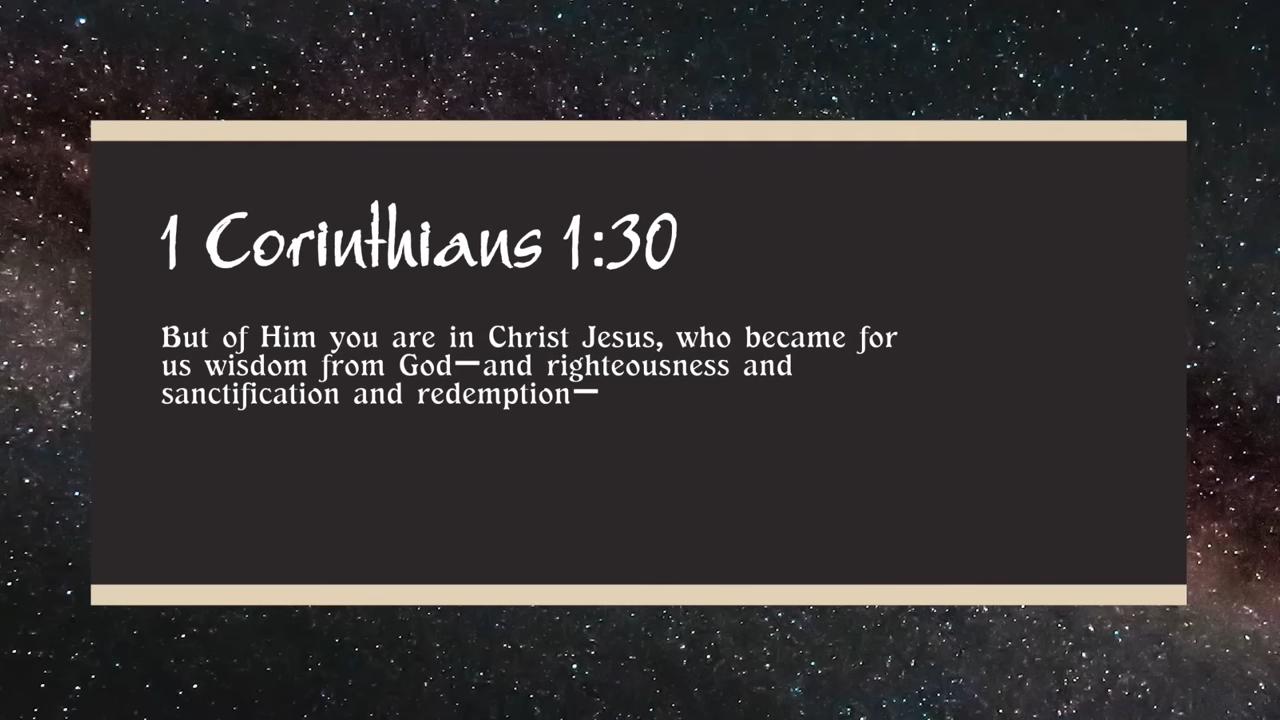 1 Corinthians 1:30
But of Him you are in Christ Jesus, who became for
us wisdom from God—and righteousness and
sanctification and redemption—